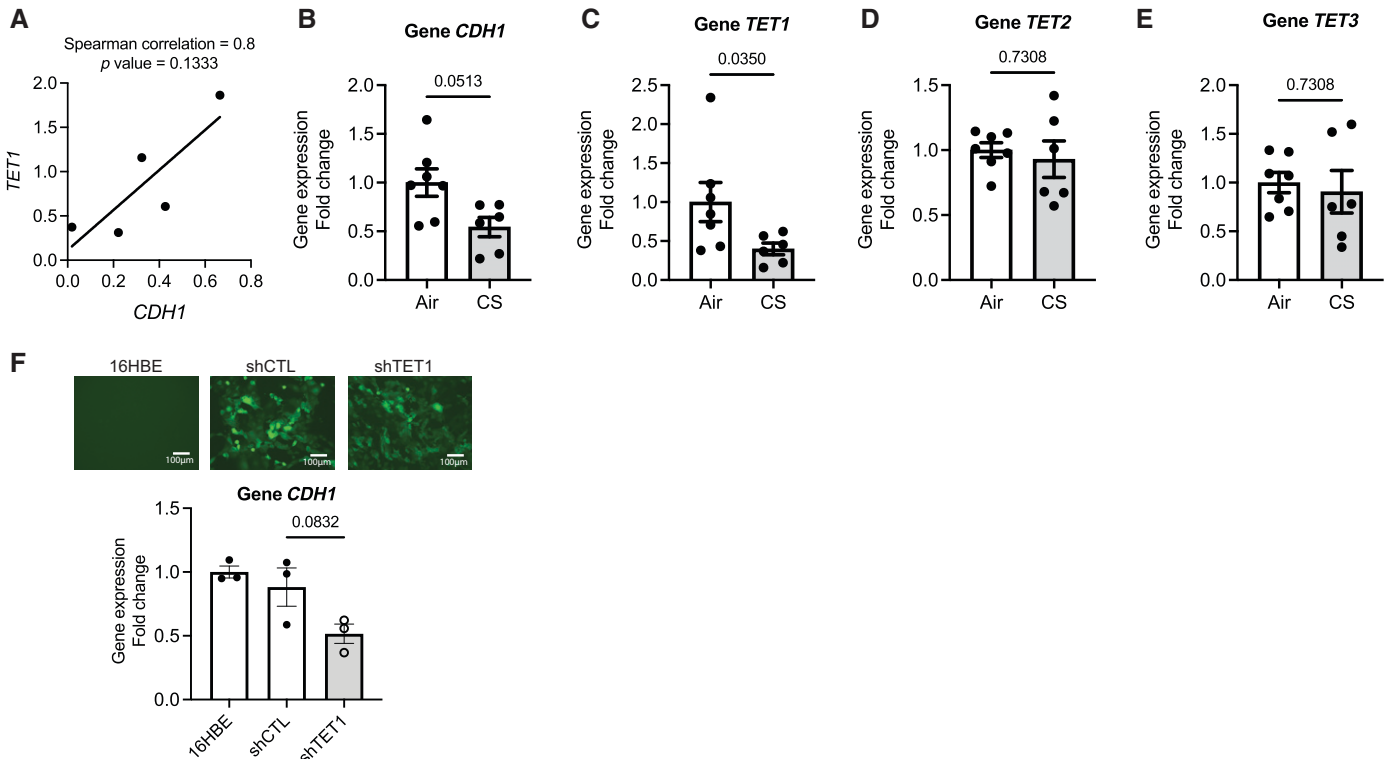 A
Spearman correlation = 0.8
p value = 0.1333
2.0
1.5
1.0
0.5
0.0
TET1
0.0
0.2
0.4
0.6
0.8
CDH1
B
Gene CDH1
0.0513
2.0
1.5
1.0
0.5
0.0
Gene expression
Fold change
Air
CS
C
Gene TET1
0.0350
2.5
2.0
1.5
1.0
0.5
0.0
Gene expression
Fold change
Air
CS
D
Gene TET2
0.7308
1.5
1.0
0.5
0.0
Gene expression
Fold change
Air
CS
E
Gene TET3
0.7308
2.0
1.5
1.0
0.5
0.0
Gene expression
Fold change
Air
CS
F
16HBE
shCTL
shTET1
100µm
100µm
100µm
Gene CDH1
0.0832
1.5
1.0
0.5
0.0
Gene expression
Fold change
16HBE
shCTL
shTET1